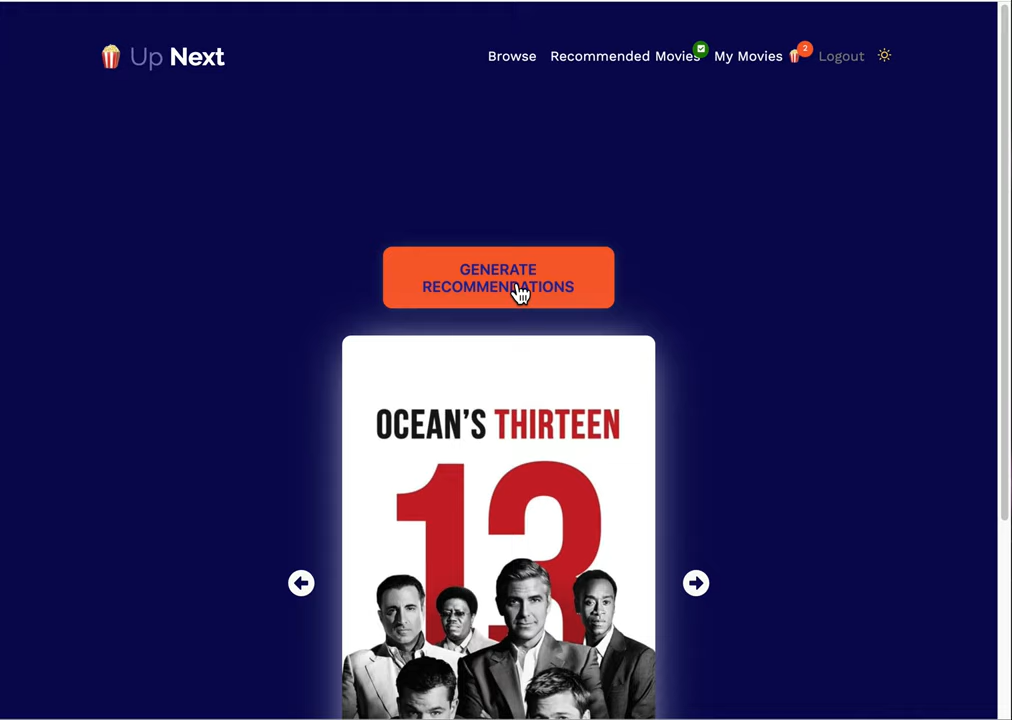 Up Next
Browse Recommended Movies My Movies 2 Logout
GENERATE
RECOMMENDATIONS
OCEAN'S THIRTEEN
13